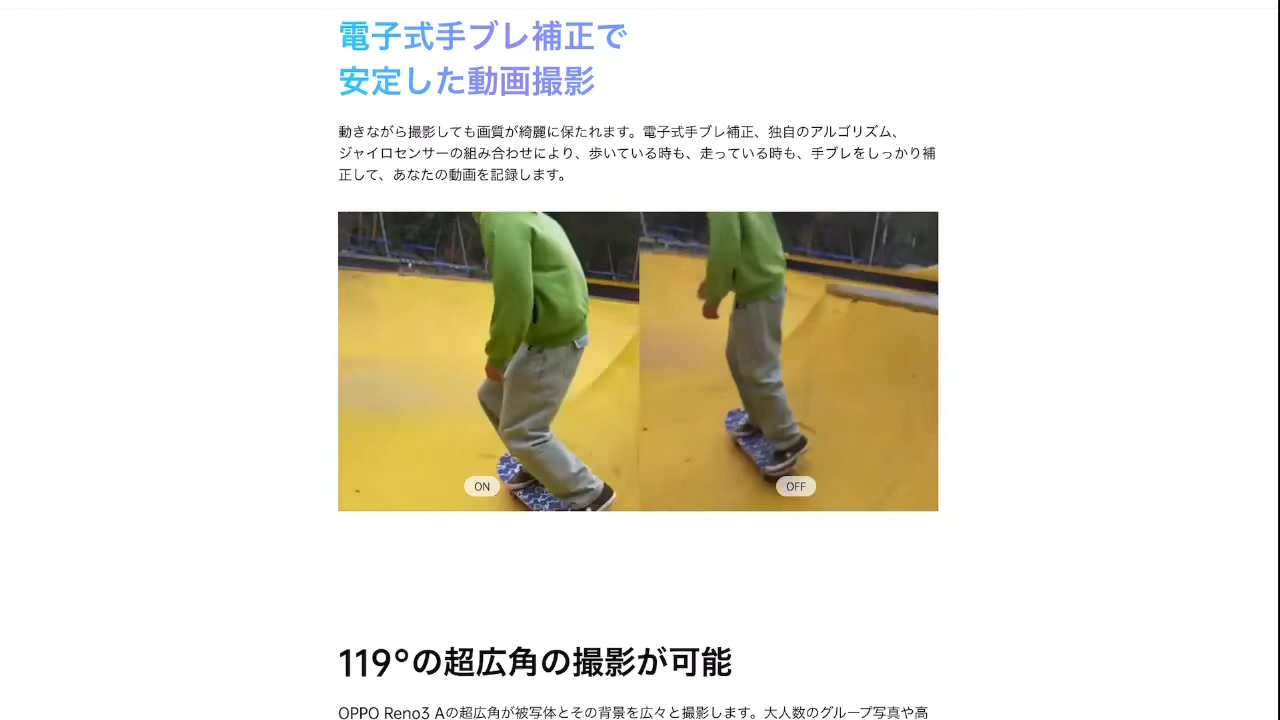 電子式手ブレ補正で
安定した動画撮影
動きながら撮影しても画質が綺麗に保たれます。電子式手ブレ補正、独自のアルゴリズム、
ジャイロセンサーの組み合わせにより、歩いている時も、走っている時も、手ブレをしっかり補
正して、あなたの動画を記録します。
ON
OFF
119°の超広角の撮影が可能
OPPO Reno3 Aの超広角が被写体とその背景を広々と撮影します。大人数のグループ写真や高